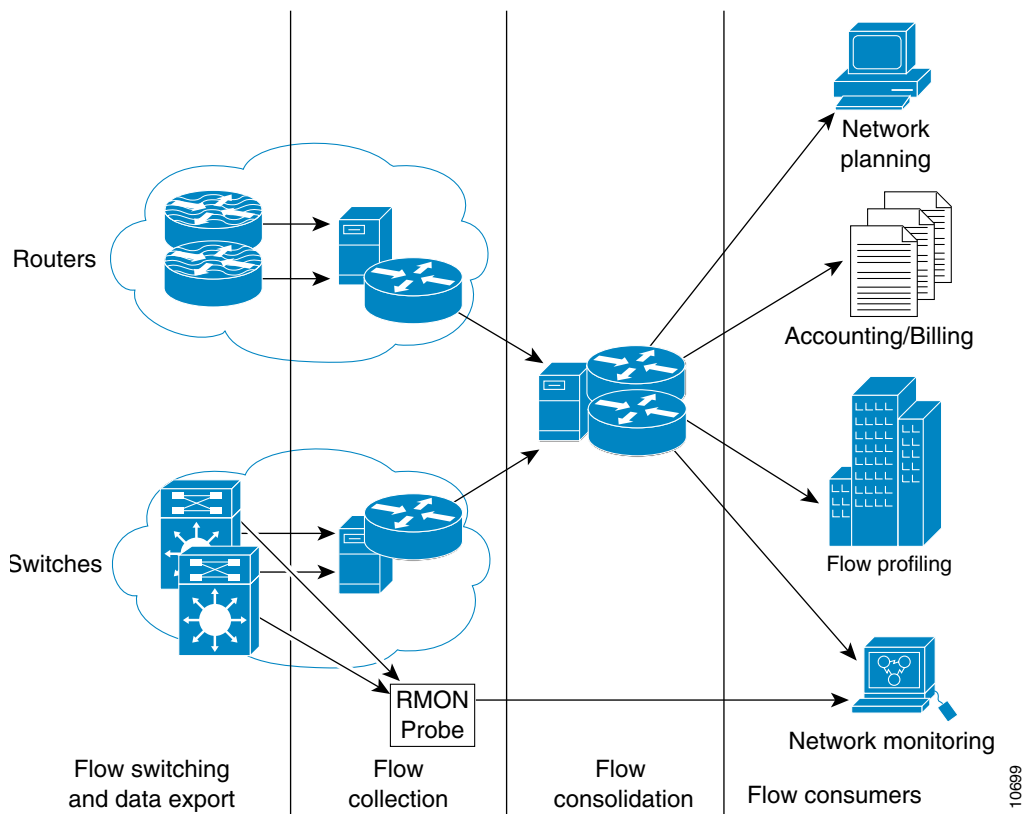 Network
planning
Routers
Accounting/Billing
Switches
Flow profiling
RMON
Probe
Network monitoring
Flow switching
and data export
Flow
collection
Flow
consolidation
Flow consumers
10699